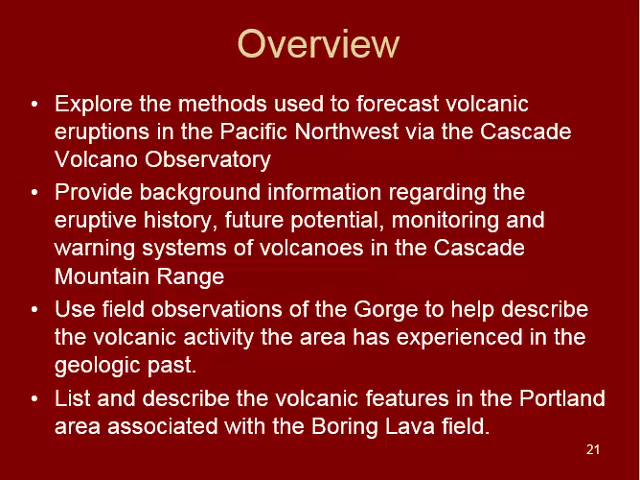 Overview
• Explore the methods used to forecast volcanic
eruptions in the Pacific Northwest via the Cascade
Volcano Observatory
• Provide background information regarding the
eruptive history, future potential, monitoring and
warning systems of volcanoes in the Cascade
Mountain Range
• Use field observations of the Gorge to help describe
the volcanic activity the area has experienced in the
geologic past.
• List and describe the volcanic features in the Portland
area associated with the Boring Lava field.
21